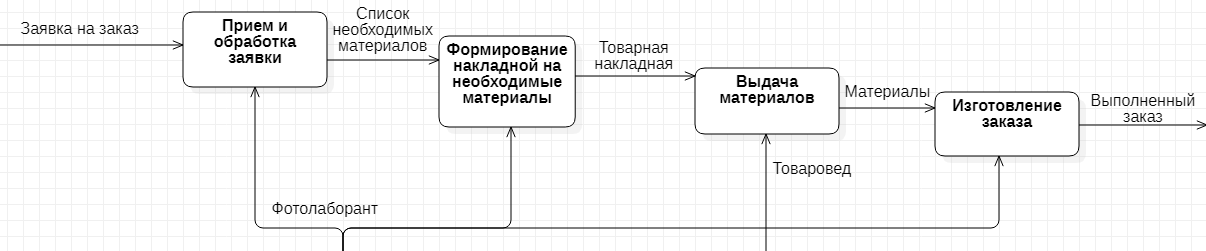 Заявка на заказ
Прием и
обработка
заявки
Список
необходимых
материалов
Формирование
накладной на
необходимые
материалы
Товарная
накладная
Выдача
материалов
Материалы
Изготовление
заказа
Выполненный
заказ
Товаровед
Фотолаборант